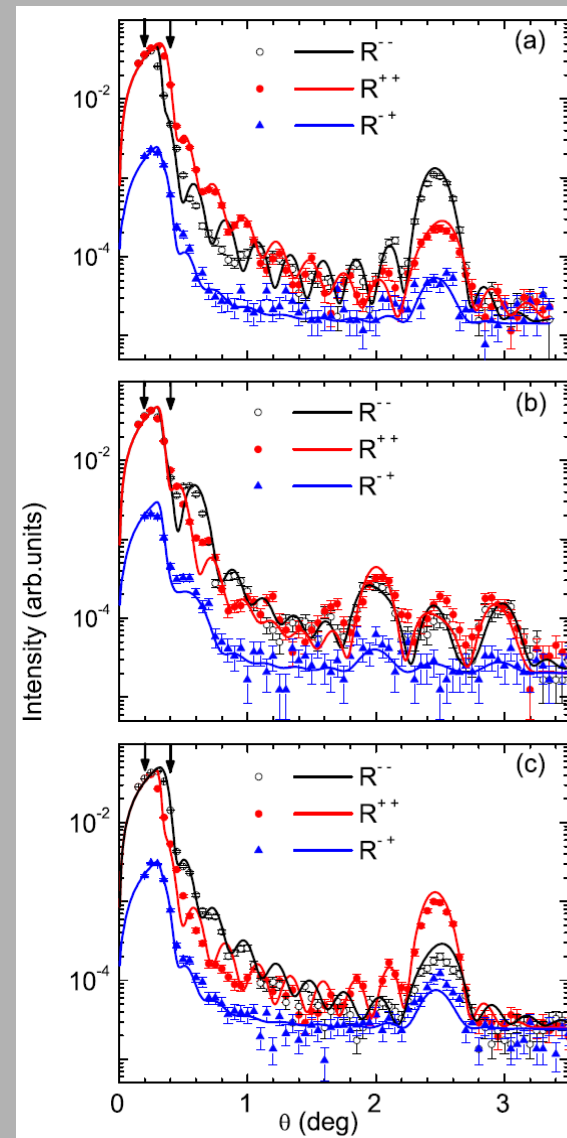 (a)
R⁻⁻
R⁺⁺
R⁻⁺
10⁻²
10⁻⁴
(b)
R⁻⁻
R⁺⁺
R⁻⁺
10⁻²
10⁻⁴
Intensity (arb.units)
(c)
R⁻⁻
R⁺⁺
R⁻⁺
10⁻²
10⁻⁴
0 1 2 3
θ (deg)